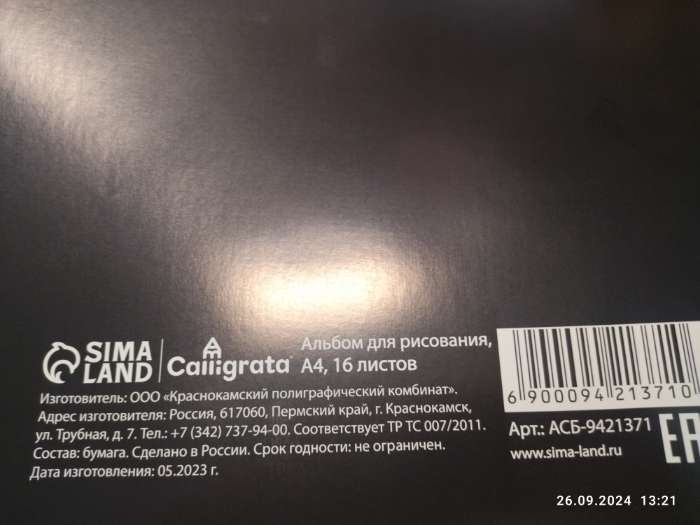 SIMA LAND
Calligrata
Альбом для рисования,
А4, 16 листов
Изготовитель: ООО «Краснокамский полиграфический комбинат».
Адрес изготовителя: Россия, 617060, Пермский край, г. Краснокамск,
ул. Трубная, д. 7. Тел.: +7 (342) 737-94-00. Соответствует ТР ТС 007/2011.
Состав: бумага. Сделано в России. Срок годности: не ограничен.
Дата изготовления: 05.2023 г.
6 900094 213710
Арт.: АСБ-9421371
www.sima-land.ru
EAC
26.09.2024 13:21